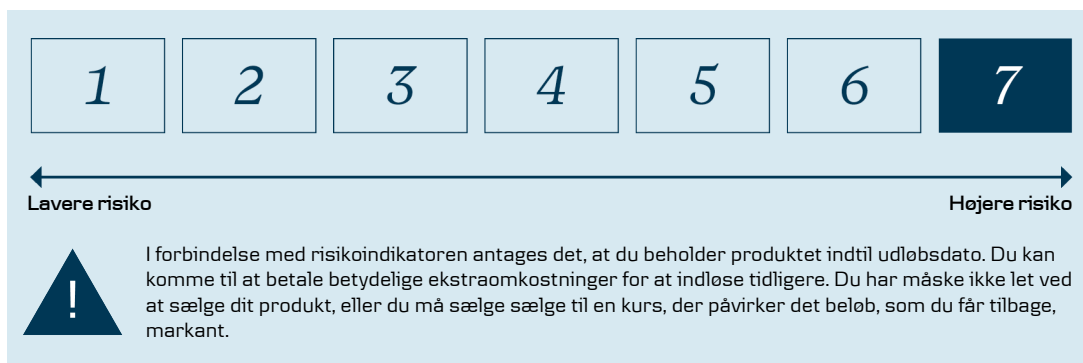 1 2 3 4 5 6 7
Lavere risiko Højere risiko
!
I forbindelse med risikoindikatoren antages det, at du beholder produktet indtil udløbsdato. Du kan
komme til at betale betydelige ekstraomkostninger for at indløse tidligere. Du har måske ikke let ved
at sælge dit produkt, eller du må sælge sælge til en kurs, der påvirker det beløb, som du får tilbage,
markant.